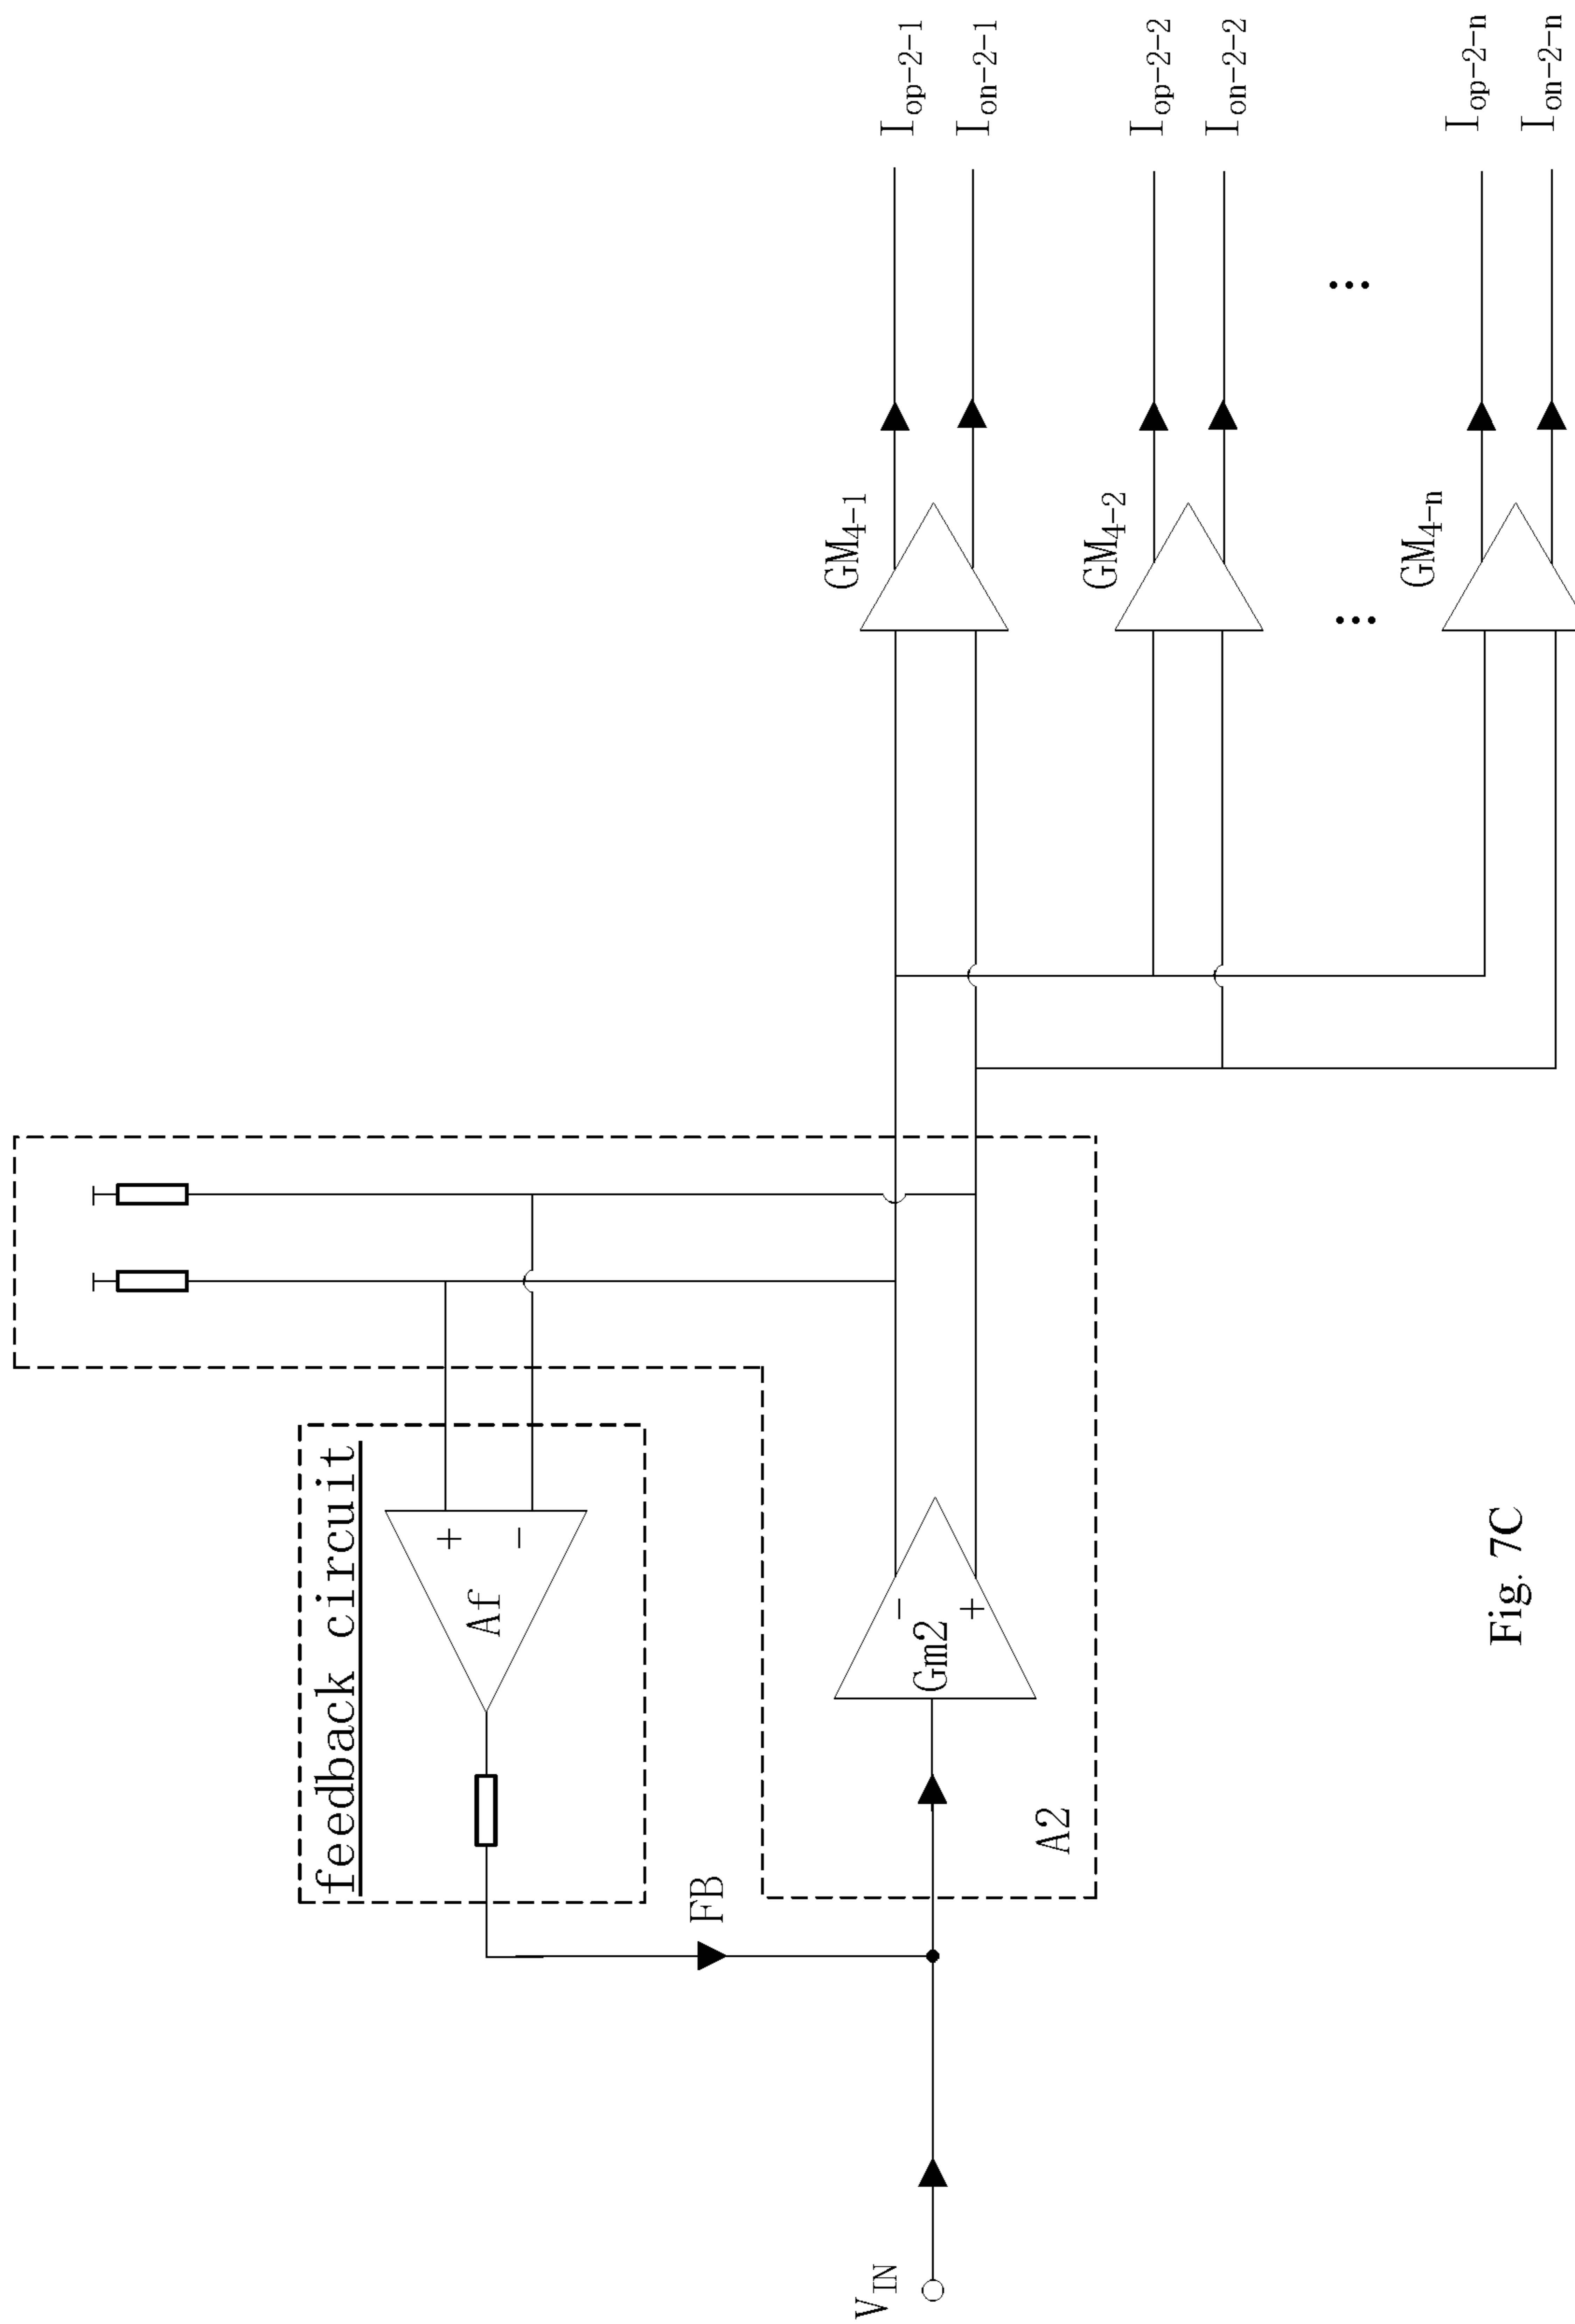 feedback circuit
+
−
Af
FB
V_IN
−
+
Gm2
A2
GM_4-1
I_op-2-1
I_on-2-1
GM_4-2
I_op-2-2
I_on-2-2
...
...
GM_4-n
I_op-2-n
I_on-2-n
Fig. 7C